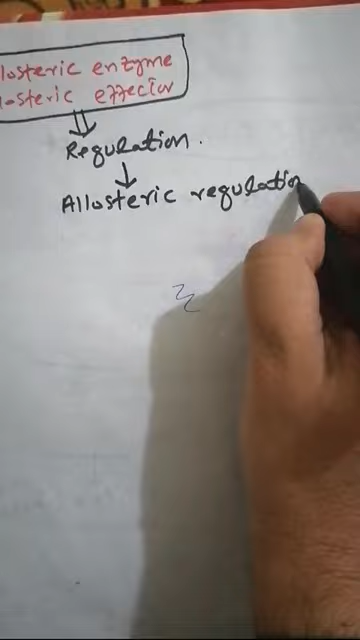 losteric enzyme
losteric effector
Regulation.
Allosteric regulation